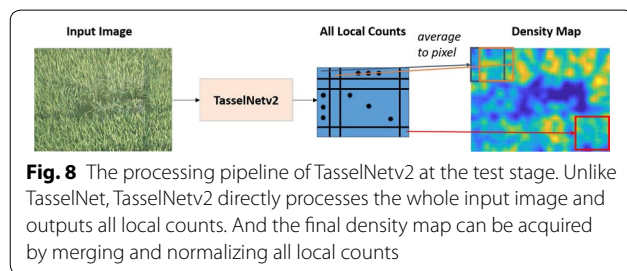 Input Image
All Local Counts
average
to pixel
Density Map
TasselNetv2
Fig. 8 The processing pipeline of TasselNetv2 at the test stage. Unlike
TasselNet, TasselNetv2 directly processes the whole input image and
outputs all local counts. And the final density map can be acquired
by merging and normalizing all local counts